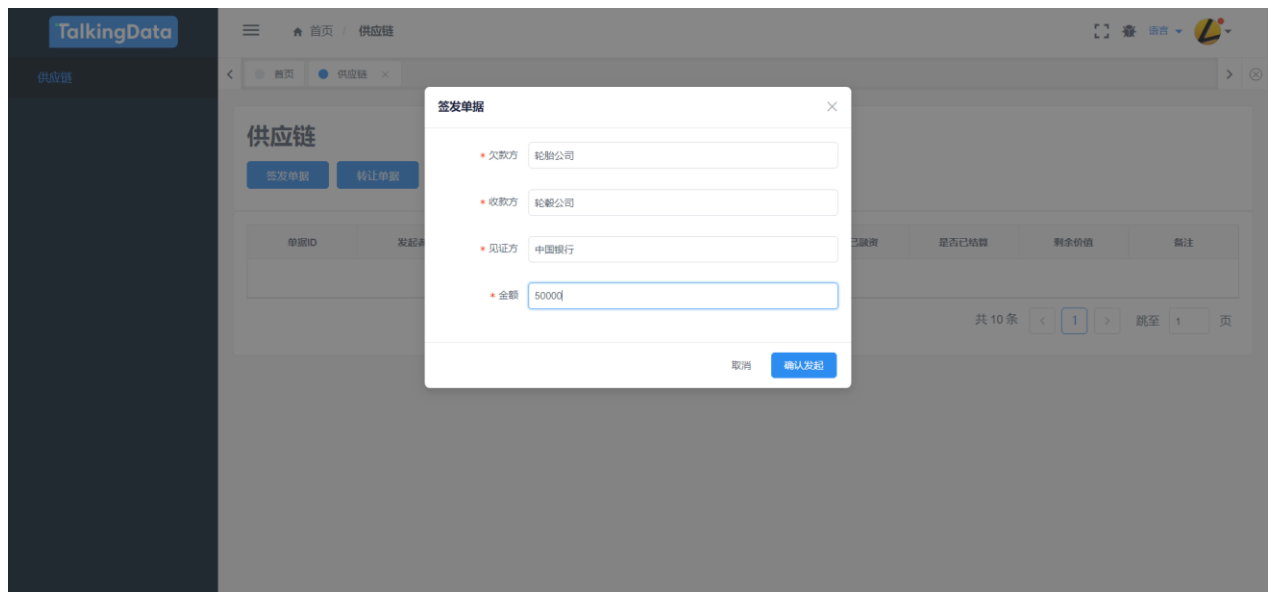 TalkingData
首页 / 供应链
语言
供应链
首页
供应链
签发单据
供应链
签发单据
转让单据
* 欠款方
轮胎公司
* 收款方
轮毂公司
* 见证方
中国银行
* 金额
50000
单据ID
融资
是否已结算
剩余价值
备注
共 10 条
1
跳至
1
页
取消
确认发起